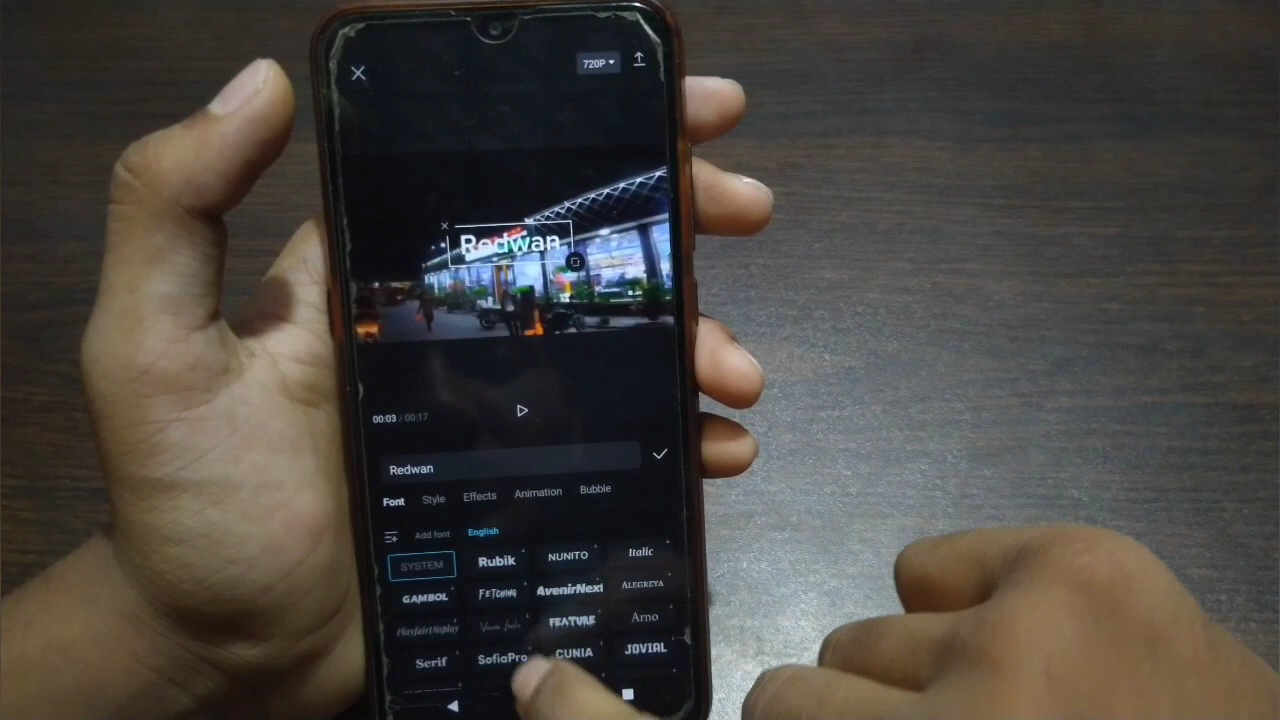 720P
Redwan
00:03 / 00:17
Redwan
Font Style Effects Animation Bubble
Add font English
SYSTEM Rubik NUNITO Italic
GAMBOL FETCHING AvenirNext ALEGREYA
PlayfairDisplay FEATURE Arno
Serif SofiaPro CUNIA JOVIAL